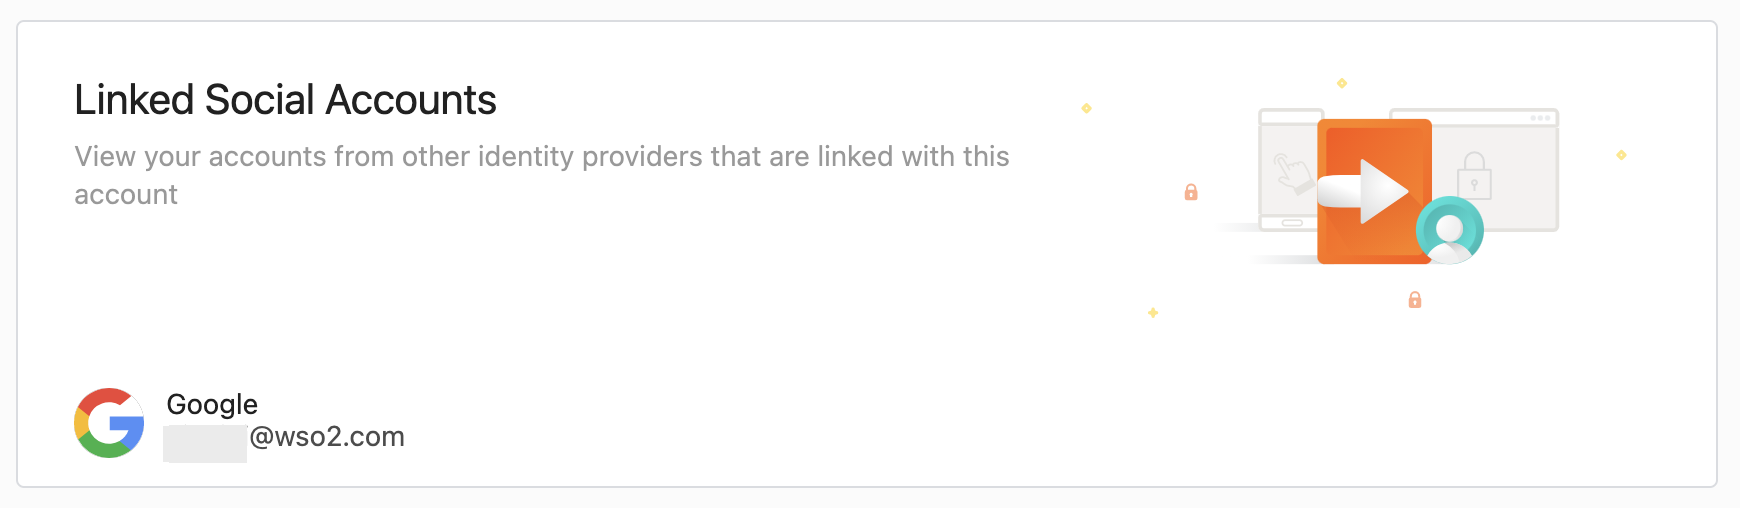 Linked Social Accounts
View your accounts from other identity providers that are linked with this
account
Google
@wso2.com